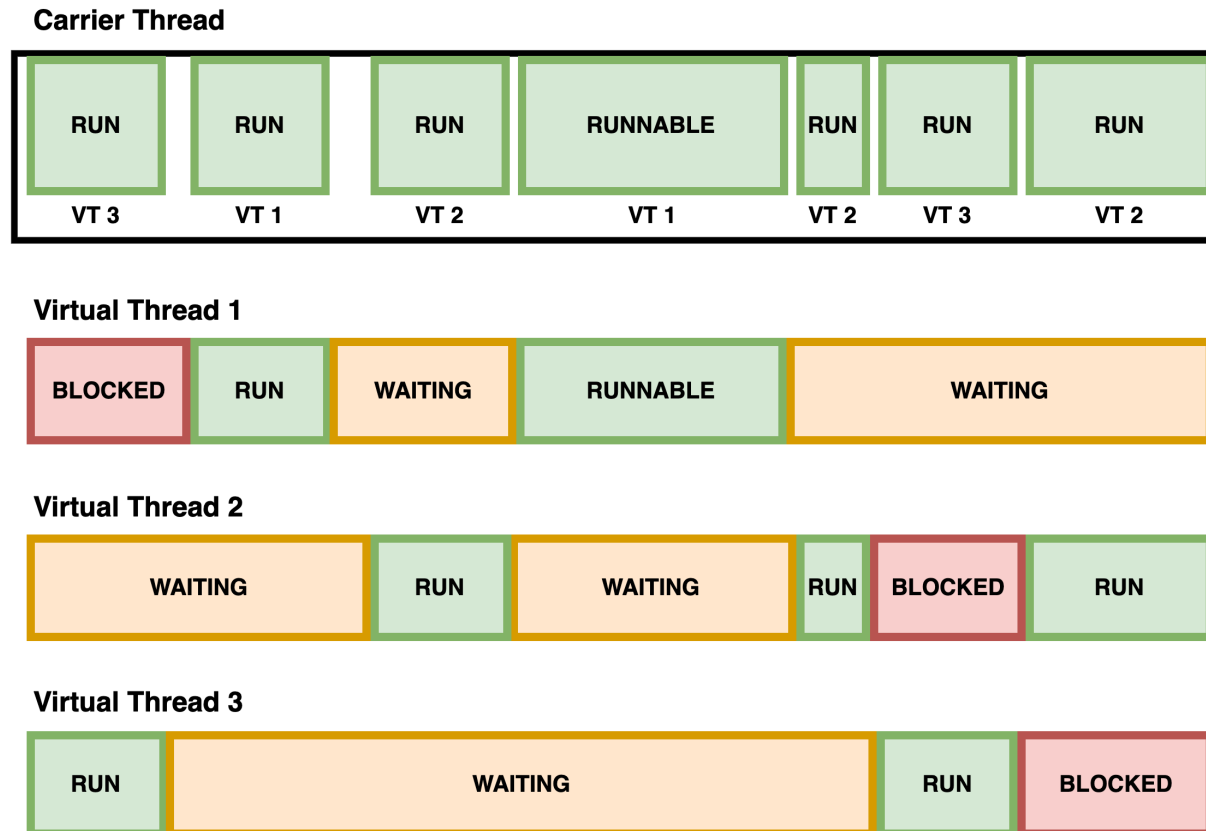 Carrier Thread
RUN RUN RUN RUNNABLE RUN RUN RUN
VT 3 VT 1 VT 2 VT 1 VT 2 VT 3 VT 2
Virtual Thread 1
BLOCKED RUN WAITING RUNNABLE WAITING
Virtual Thread 2
WAITING RUN WAITING RUN BLOCKED RUN
Virtual Thread 3
RUN WAITING RUN BLOCKED